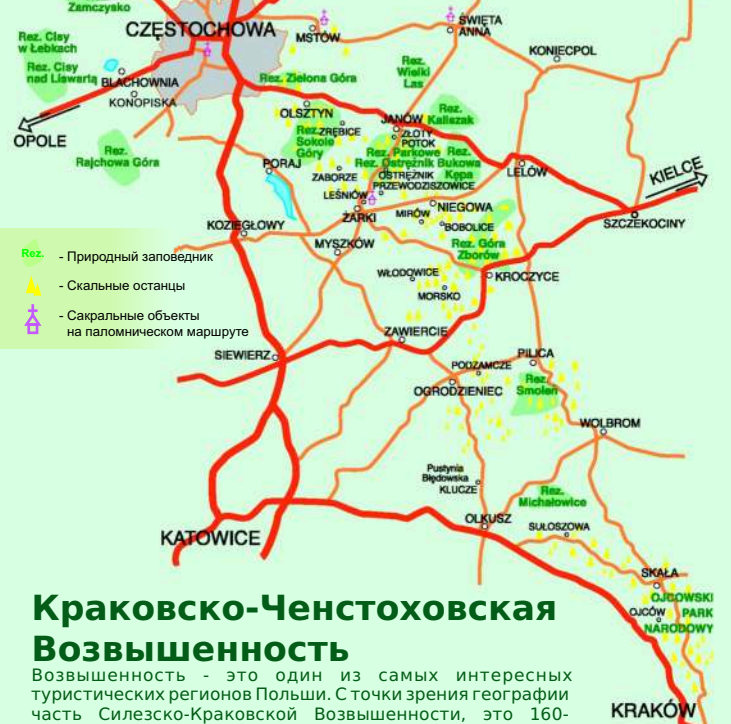 Zamczysko
CZĘSTOCHOWA
ŚWIĘTA
ANNA
MSTÓW
Rez. Cisy
w Łebkach
KONIECPOL
Rez.
Wielki
Las
Rez. Cisy
nad Liswartą
BLACHOWNIA
Rez. Zielona Góra
KONOPISKA
OLSZTYN
JANÓW
Rez.
Kaliszak
OPOLE
ZRĘBICE
ZŁOTY
POTOK
Rez.
Sokole
Góry
Rez.
Rajchowa Góra
Rez. Parkowe
Rez. Ostrężnik
Rez.
Bukowa
Kępa
PORAJ
ZABORZE
OSTRĘŻNIK
LELÓW
KIELCE
PRZEWODZISZOWICE
LEŚNIÓW
ŻARKI
MIRÓW
NIEGOWA
BOBOLICE
SZCZEKOCINY
KOZIEGŁOWY
MYSZKÓW
Rez. Góra
Zborów
Rez. - Природный заповедник
WŁODOWICE
KROCZYCE
- Скальные останцы
MORSKO
- Сакральные объекты
на паломническом маршруте
ZAWIERCIE
SIEWIERZ
PILICA
PODZAMCZE
OGRODZIENIEC
Rez.
Smoleń
WOLBROM
Pustynia
Błędowska
KLUCZE
Rez.
Michałowice
OLKUSZ
SUŁOSZOWA
KATOWICE
SKAŁA
OJCOWSKI
PARK
NARODOWY
OJCÓW
KRAKÓW
Краковско-Ченстоховская
Возвышенность
Возвышенность - это один из самых интересных
туристических регионов Польши. С точки зрения географии
часть Силезско-Краковской Возвышенности, это 160-